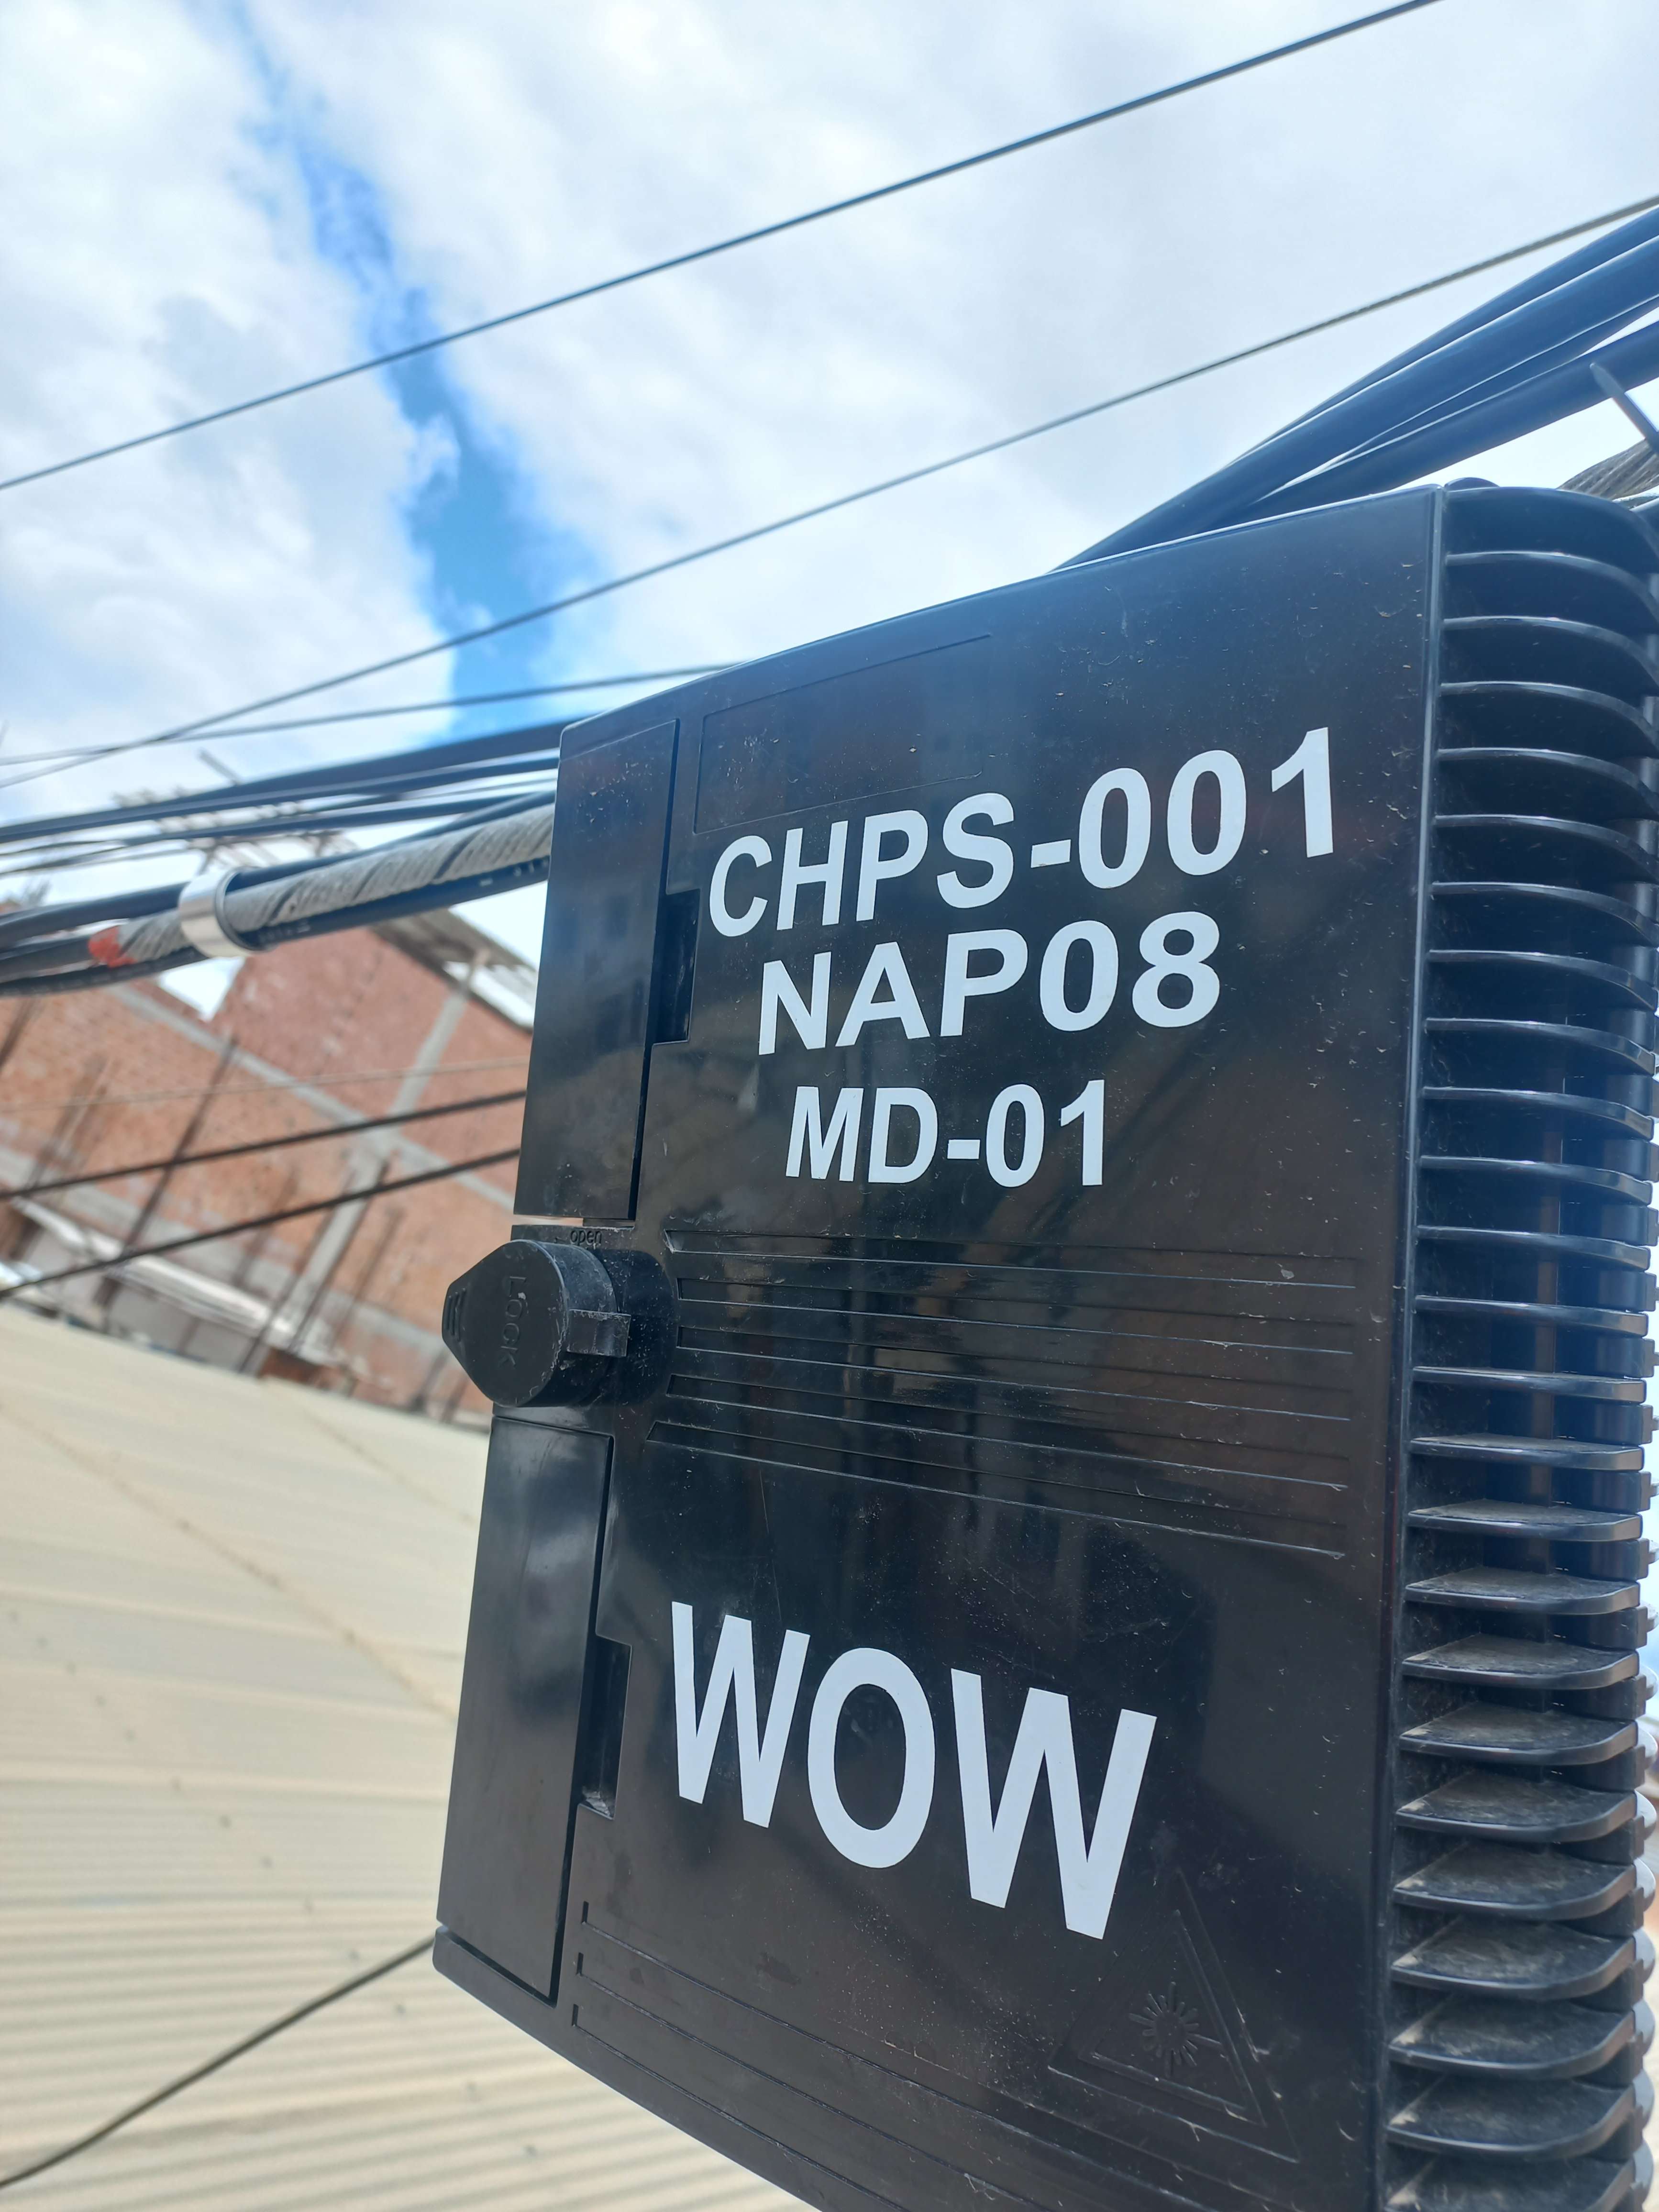 CHPS-001
NAP08
MD-01
open
LOCK
WOW